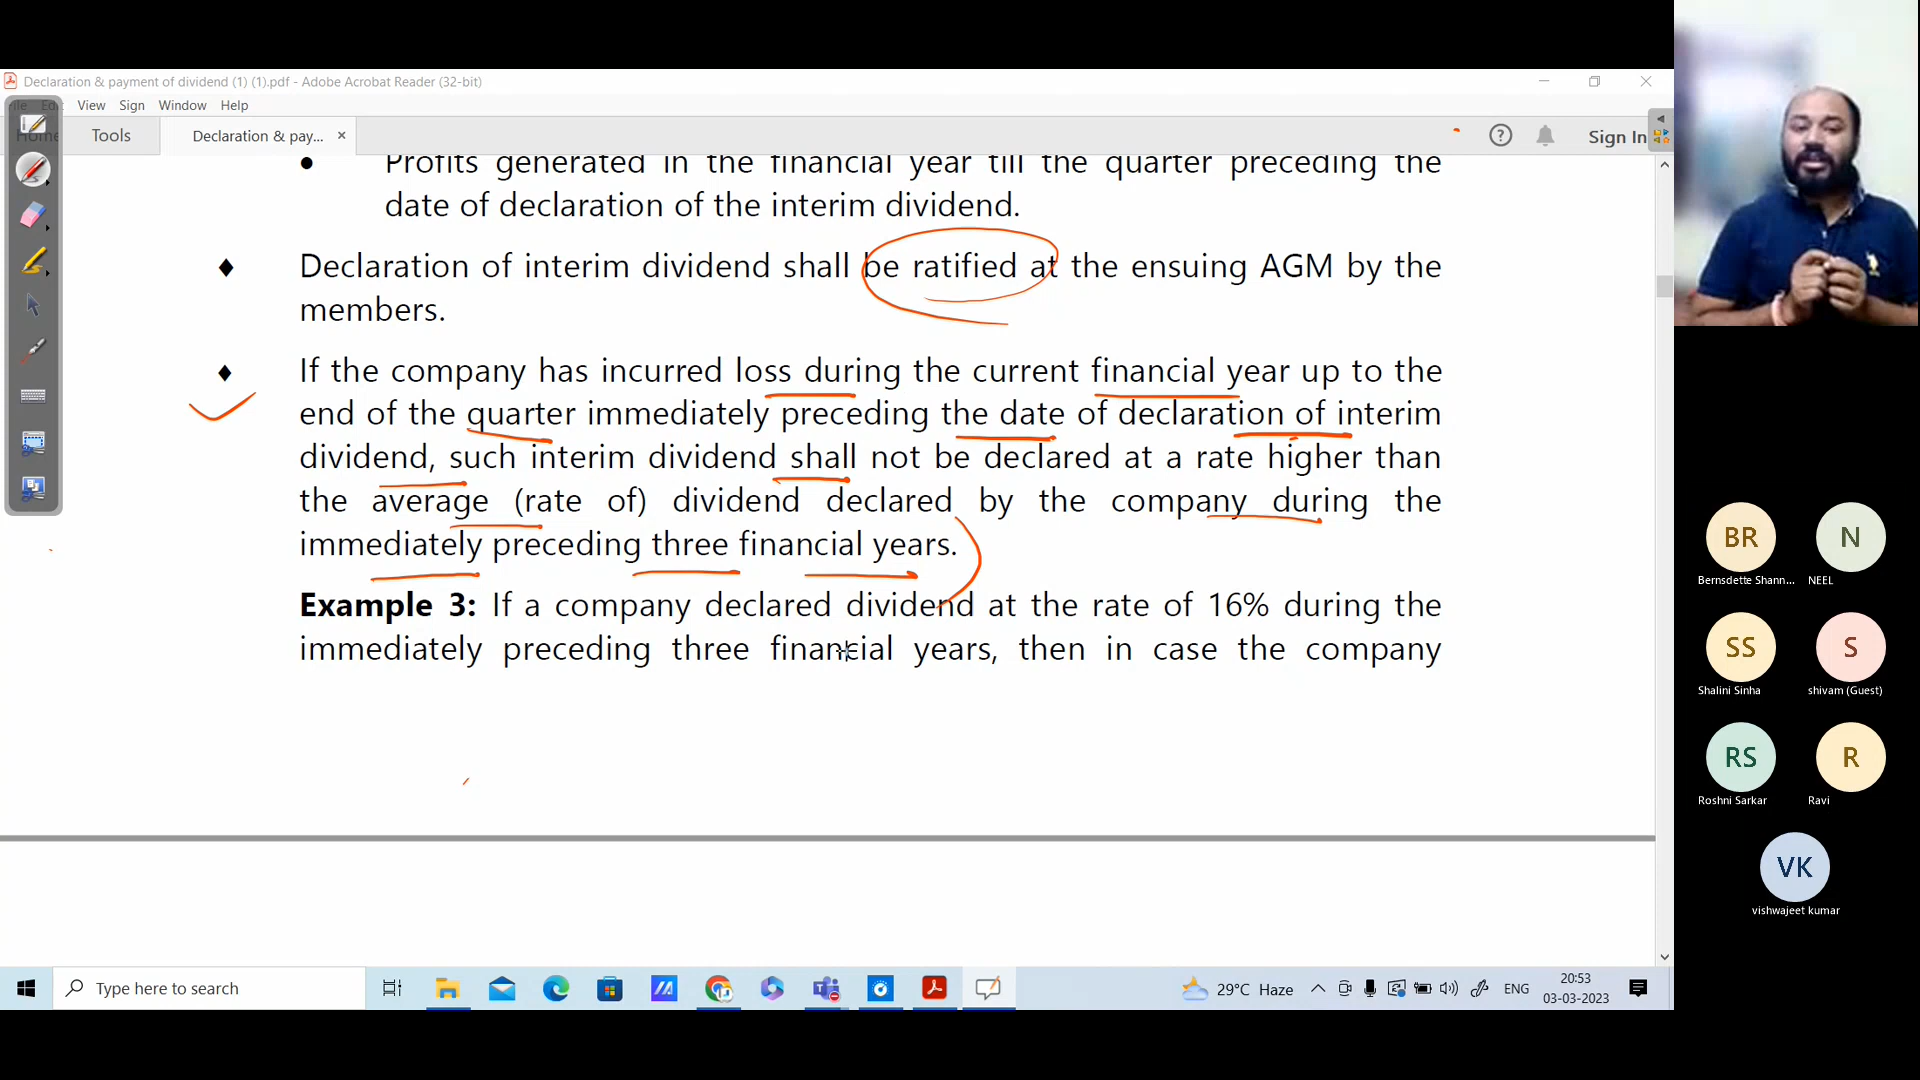 Declaration & payment of dividend (1) (1).pdf - Adobe Acrobat Reader (32-bit)
View Sign Window Help
Home Tools Declaration & pay... × Sign In
• Profits generated in the financial year till the quarter preceding the
date of declaration of the interim dividend.
♦ Declaration of interim dividend shall be ratified at the ensuing AGM by the
members.
♦ If the company has incurred loss during the current financial year up to the
end of the quarter immediately preceding the date of declaration of interim
dividend, such interim dividend shall not be declared at a rate higher than
the average (rate of) dividend declared by the company during the
immediately preceding three financial years.
Example 3: If a company declared dividend at the rate of 16% during the
immediately preceding three financial years, then in case the company
BR N
Bernsdette Shann... NEEL
SS S
Shalini Sinha shivam (Guest)
RS R
Roshni Sarkar Ravi
VK
vishwajeet kumar
Type here to search
29°C Haze
ENG
20:53
03-03-2023